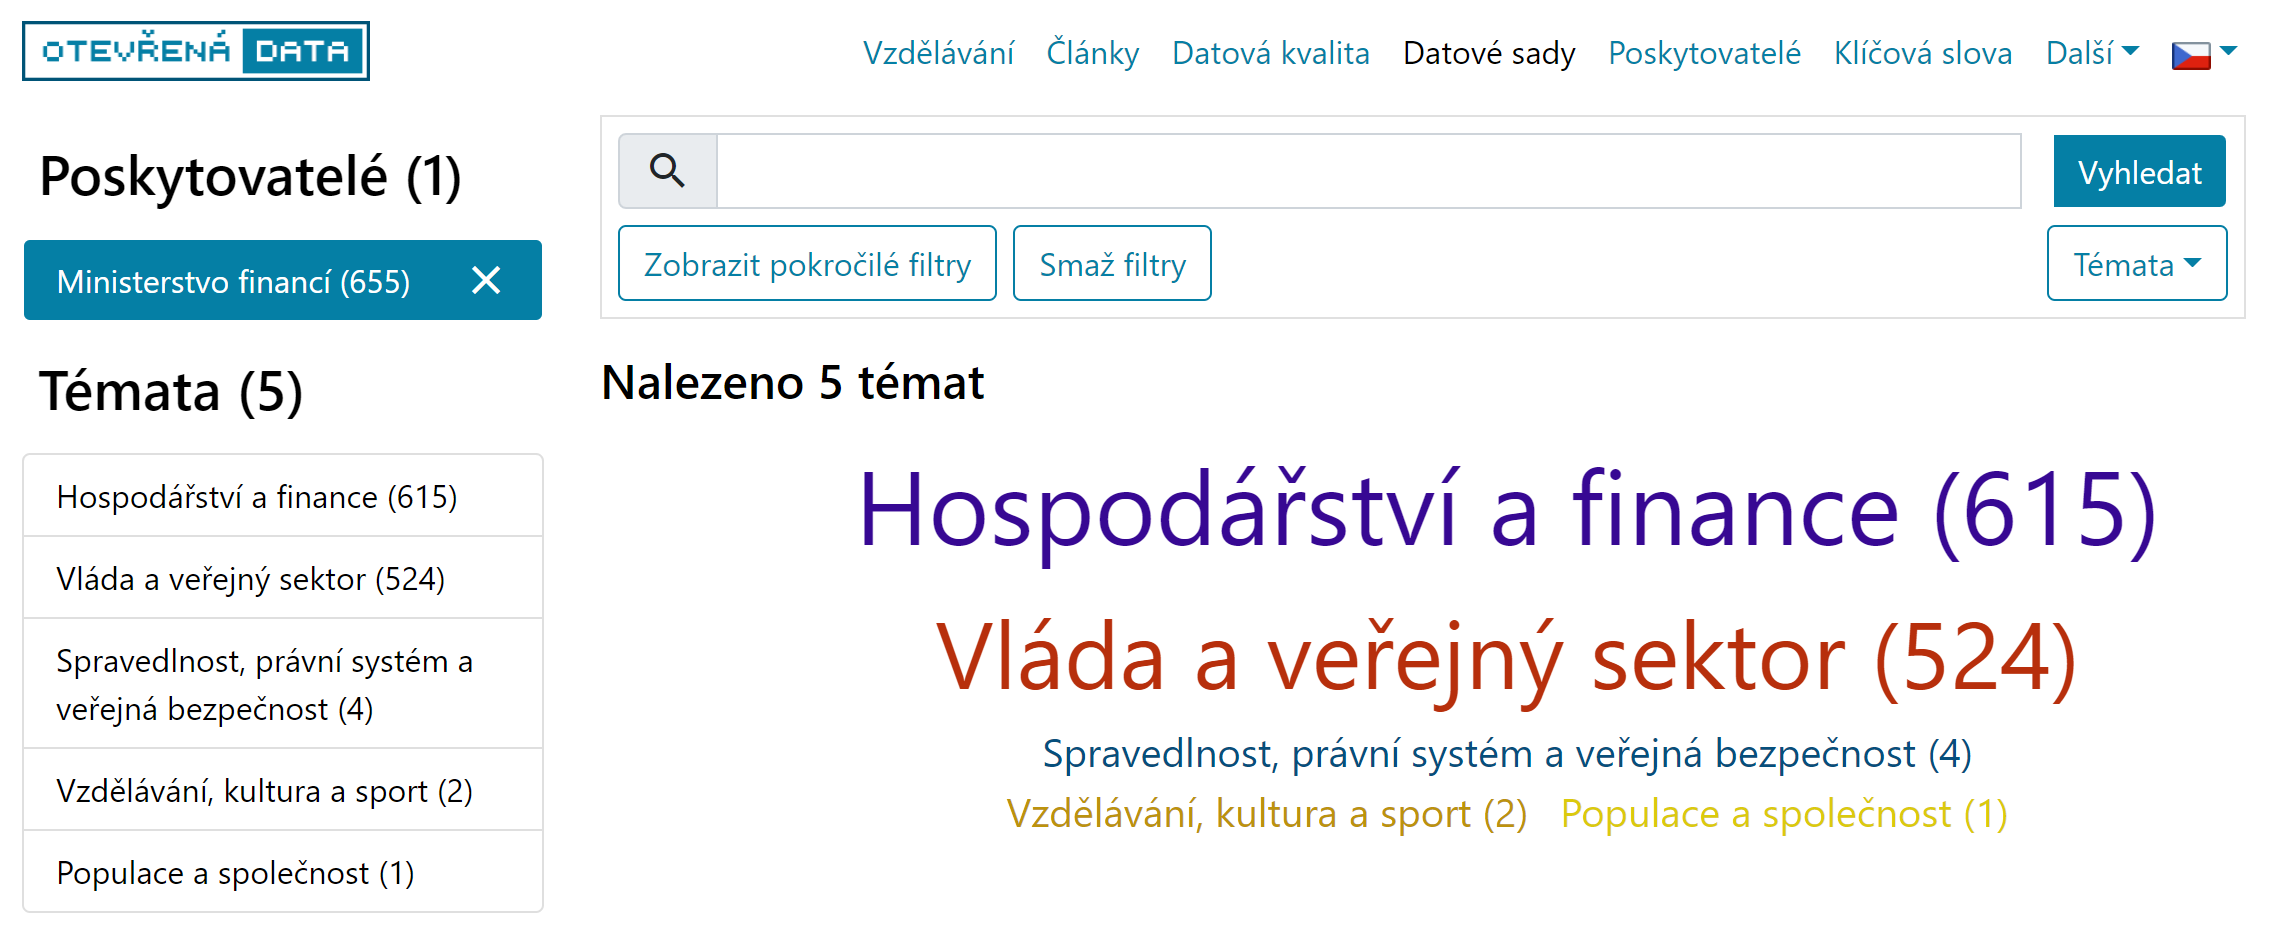 OTEVŘENÁ DATA
Vzdělávání Články Datová kvalita Datové sady Poskytovatelé Klíčová slova Další
Poskytovatelé (1)
Ministerstvo financí (655)
Témata (5)
Hospodářství a finance (615)
Vláda a veřejný sektor (524)
Spravedlnost, právní systém a
veřejná bezpečnost (4)
Vzdělávání, kultura a sport (2)
Populace a společnost (1)
Vyhledat
Zobrazit pokročilé filtry Smaž filtry Témata
Nalezeno 5 témat
Hospodářství a finance (615)
Vláda a veřejný sektor (524)
Spravedlnost, právní systém a veřejná bezpečnost (4)
Vzdělávání, kultura a sport (2) Populace a společnost (1)